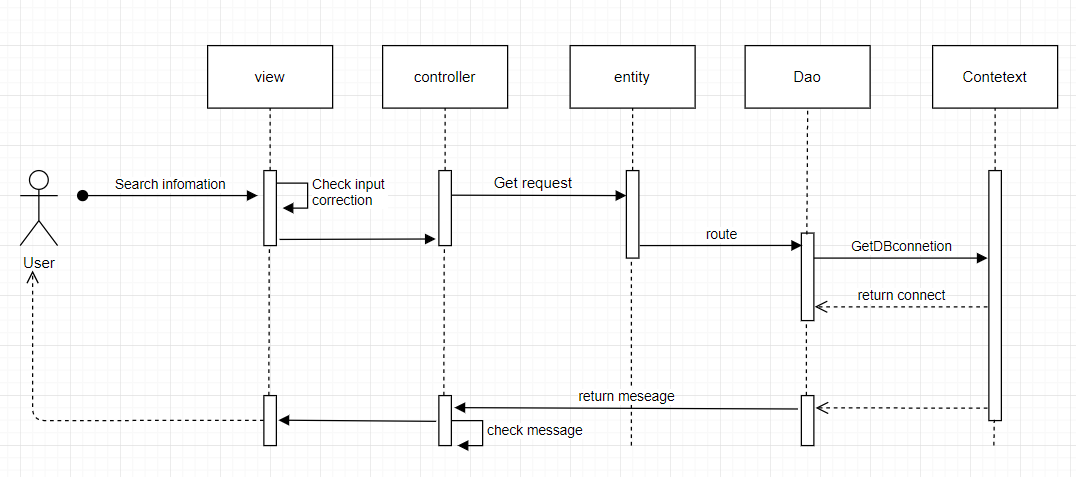 view
controller
entity
Dao
Contetext
Search infomation
Check input
correction
Get request
User
route
GetDBconnetion
return connect
return meseage
check message